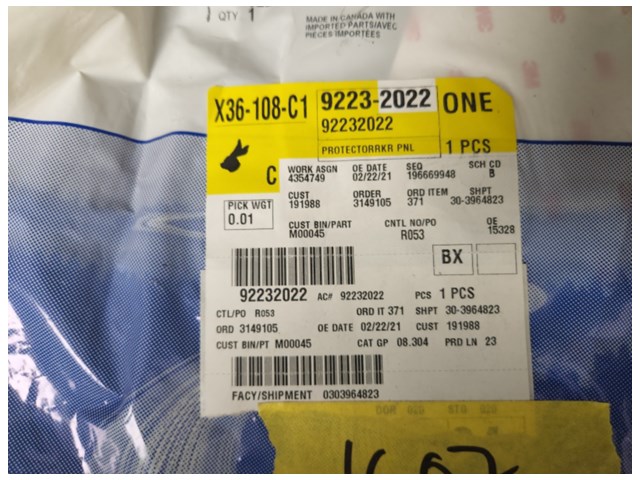 QTY 1
MADE IN CANADA WITH
IMPORTED PARTS/AVEC
PIECES IMPORTÉES
3M
X36-108-C1 9223-2022 ONE
92232022
PROTECTORRKR PNL 1 PCS
C
WORK ASGN OE DATE SEQ SCH CD
4354749 02/22/21 196669948 B
CUST ORDER ORD ITEM SHPT
191988 3149105 371 30-3964823
PICK WGT
0.01
CUST BIN/PART CNTL NO/PO OE
M00045 R053 15328
BX
92232022 AC# 92232022 PCS 1 PCS
CTL/PO R053 ORD IT 371 SHPT 30-3964823
ORD 3149105 OE DATE 02/22/21 CUST 191988
CUST BIN/PT M00045 CAT GP 08.304 PRD LN 23
FACY/SHIPMENT 0303964823